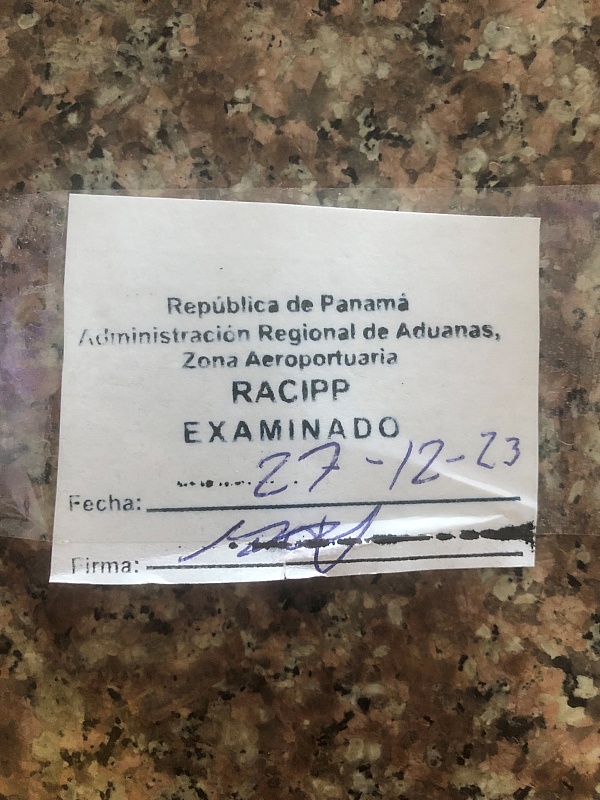 República de Panamá
Administración Regional de Aduanas,
Zona Aeroportuaria
RACIPP
EXAMINADO
27-12-23
Fecha:
Firma: